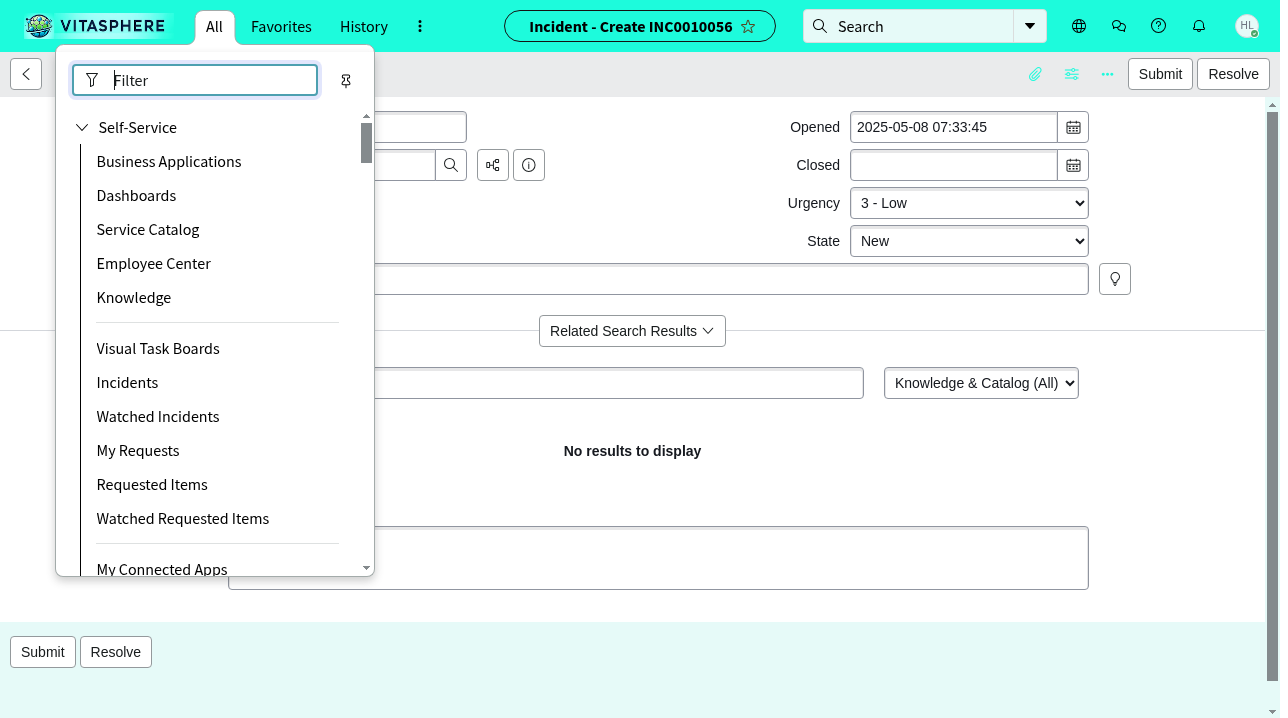 VITASPHERE
All
Favorites
History
Incident - Create INC0010056
Search
HL
Filter
Submit
Resolve
Self-Service
Business Applications
Dashboards
Service Catalog
Employee Center
Knowledge
Visual Task Boards
Incidents
Watched Incidents
My Requests
Requested Items
Watched Requested Items
My Connected Apps
Opened 2025-05-08 07:33:45
Closed
Urgency 3 - Low
State New
Related Search Results
Knowledge & Catalog (All)
No results to display
Submit
Resolve